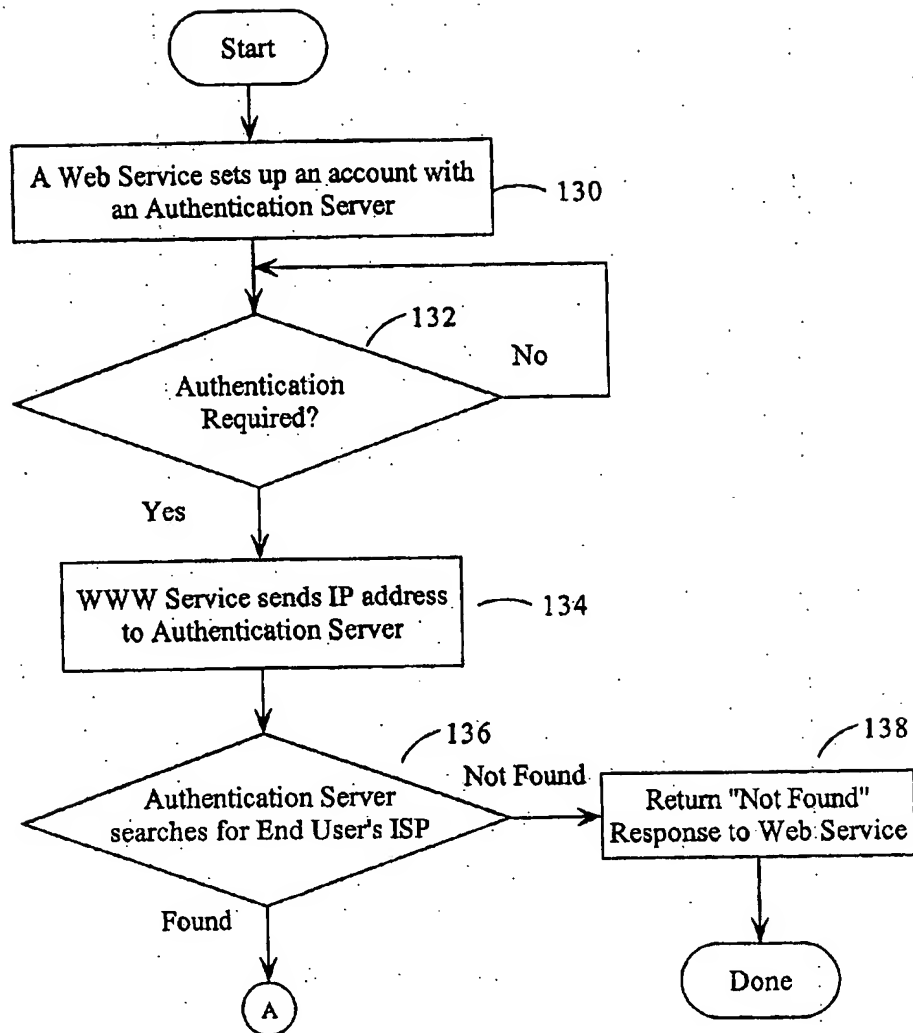 Start
A Web Service sets up an account with
an Authentication Server
130
132
No
Authentication
Required?
Yes
WWW Service sends IP address
to Authentication Server
134
136
138
Not Found
Authentication Server
searches for End User's ISP
Return "Not Found"
Response to Web Service
Found
Done
A